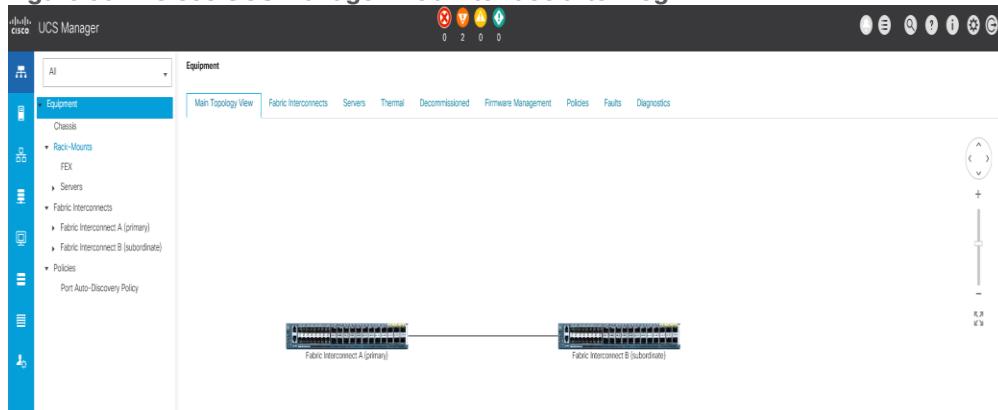 cisco UCS Manager
0 2 0 0
All
Equipment
Chassis
Rack-Mounts
FEX
Servers
Fabric Interconnects
Fabric Interconnect A (primary)
Fabric Interconnect B (subordinate)
Policies
Port Auto-Discovery Policy
Equipment
Main Topology View Fabric Interconnects Servers Thermal Decommissioned Firmware Management Policies Faults Diagnostics
Fabric Interconnect A (primary)
Fabric Interconnect B (subordinate)